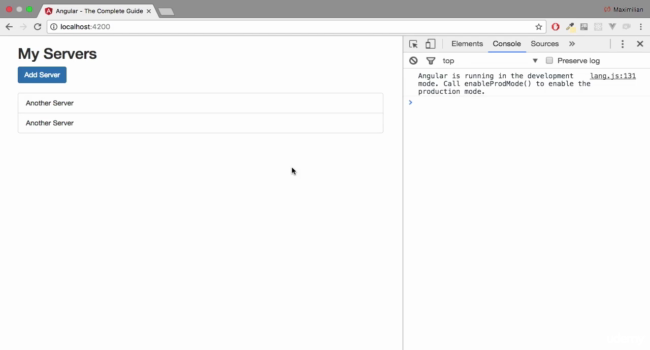 Angular - The Complete Guide
Maximilian
localhost:4200
My Servers
Add Server
Another Server
Another Server
Elements Console Sources »
top Preserve log
Angular is running in the development lang.js:131
mode. Call enableProdMode() to enable the
production mode.